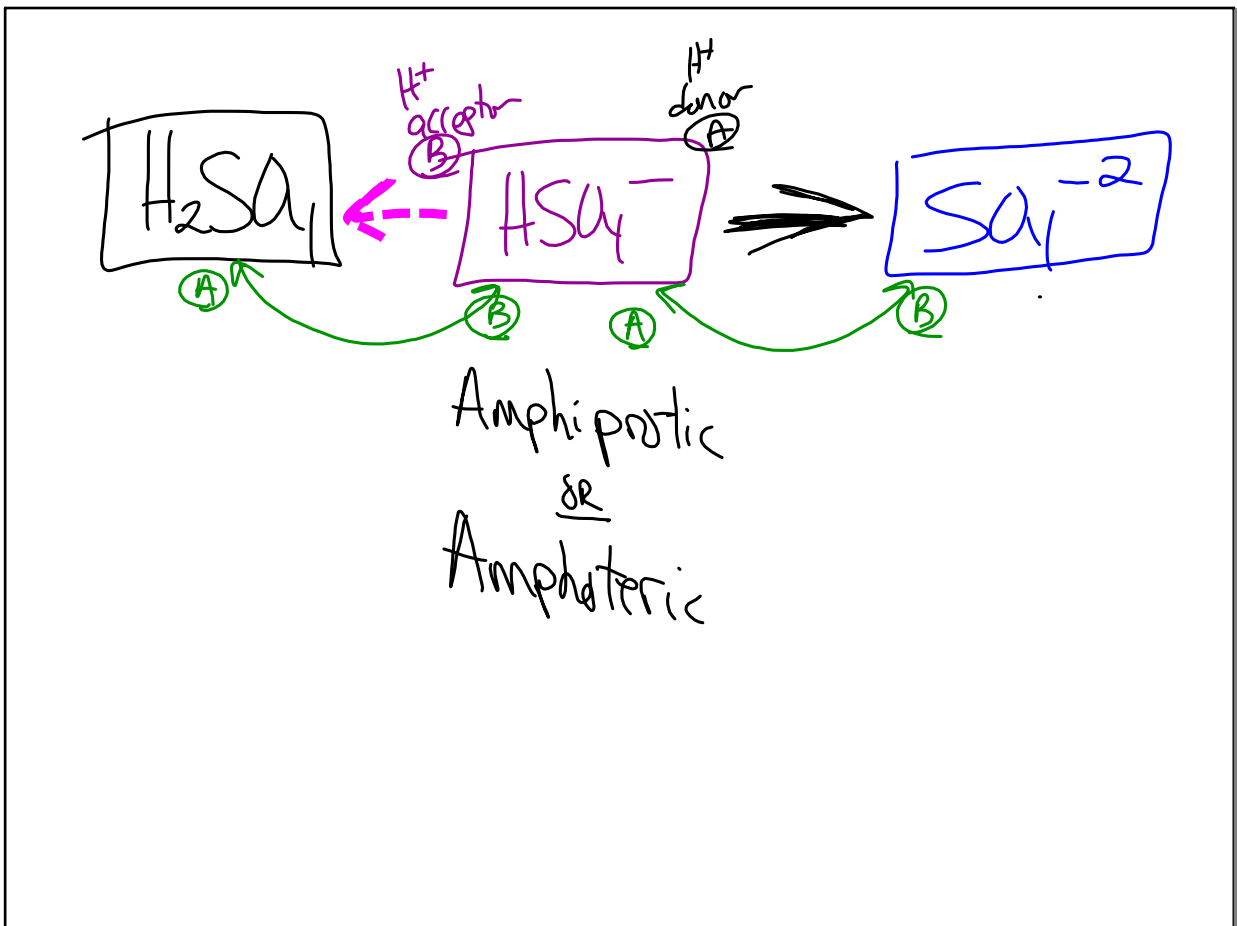 H⁺
acceptor
B
H⁺
donor
A
H₂SO₄
HSO₄⁻
SO₄⁻²
A
B
A
B
Amphiprotic
OR
Amphoteric